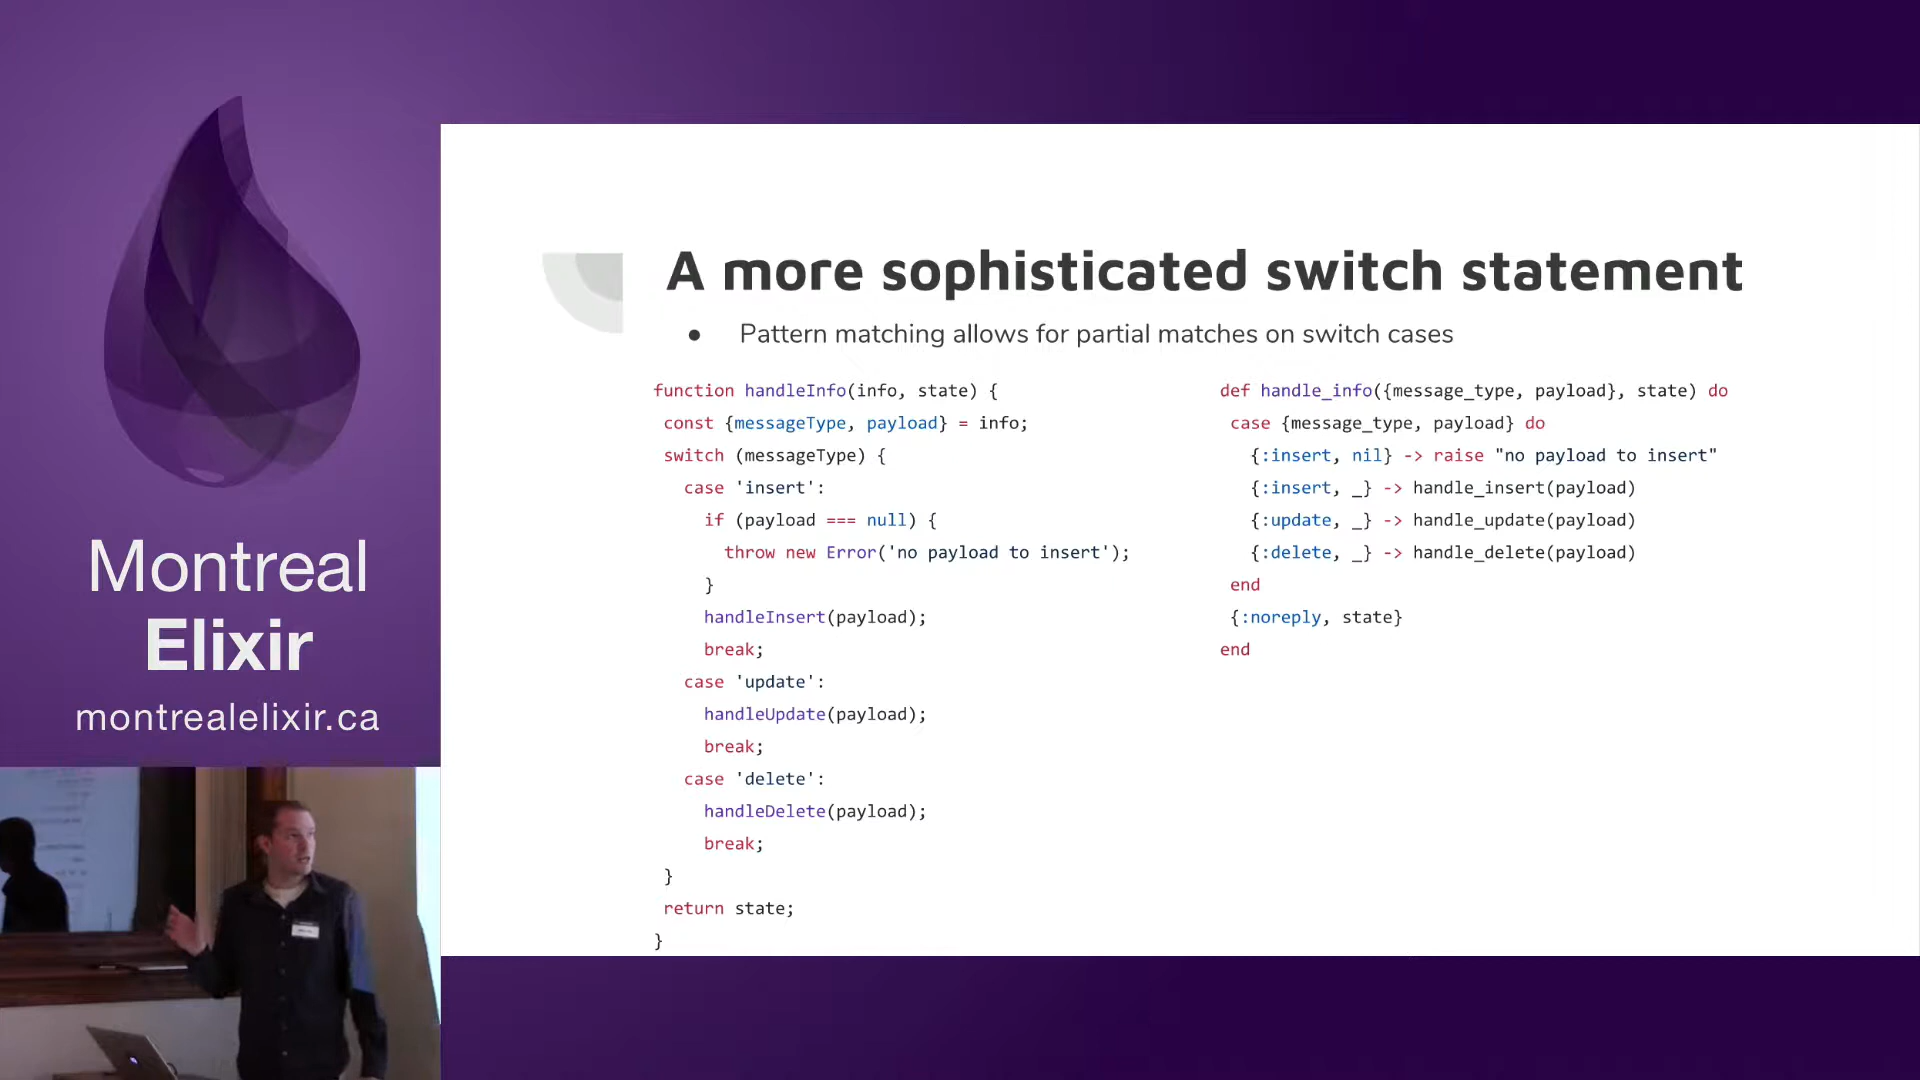 Montreal
Elixir
montrealelixir.ca
A more sophisticated switch statement
● Pattern matching allows for partial matches on switch cases
function handleInfo(info, state) {
const {messageType, payload} = info;
switch (messageType) {
case 'insert':
if (payload === null) {
throw new Error('no payload to insert');
}
handleInsert(payload);
break;
case 'update':
handleUpdate(payload);
break;
case 'delete':
handleDelete(payload);
break;
}
return state;
}
def handle_info({message_type, payload}, state) do
case {message_type, payload} do
{:insert, nil} -> raise "no payload to insert"
{:insert, _} -> handle_insert(payload)
{:update, _} -> handle_update(payload)
{:delete, _} -> handle_delete(payload)
end
{:noreply, state}
end